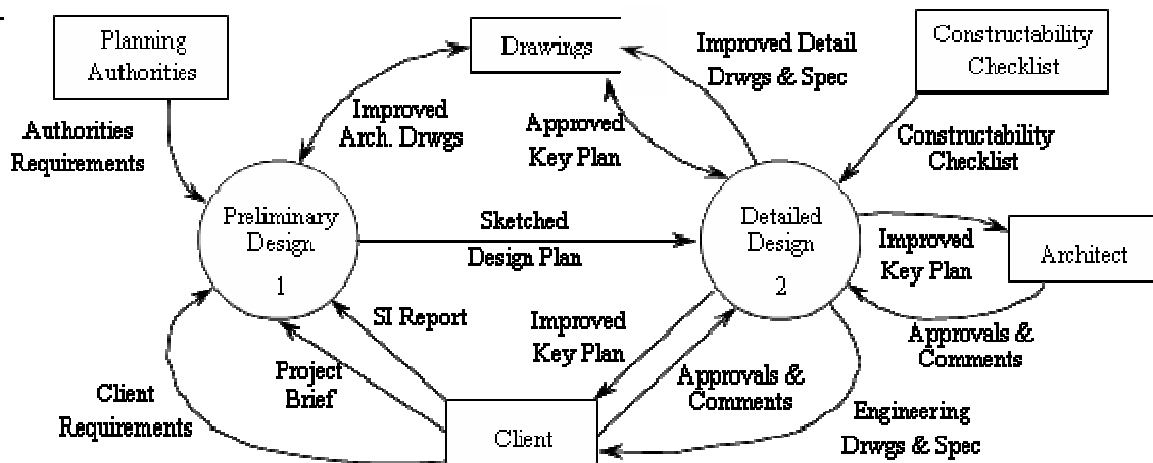 Planning
Authorities
Drawings
Improved Detail
Drwgs & Spec
Constructability
Checklist
Authorities
Requirements
Improved
Arch. Drwgs
Approved
Key Plan
Constructability
Checklist
Preliminary
Design
1
Sketched
Design Plan
Detailed
Design
2
Improved
Key Plan
Architect
SI Report
Improved
Key Plan
Approvals &
Comments
Project
Brief
Approvals &
Comments
Client
Requirements
Client
Engineering
Drwgs & Spec